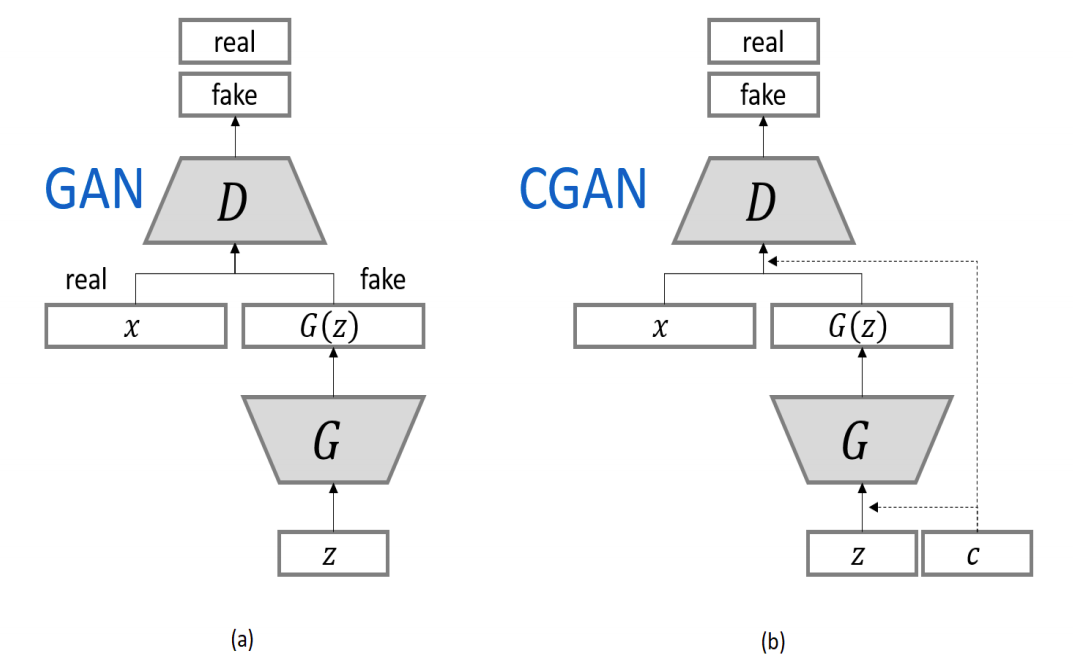 real
fake
GAN
D
real
fake
x
G(z)
G
z
(a)
real
fake
CGAN
D
x
G(z)
G
z
c
(b)